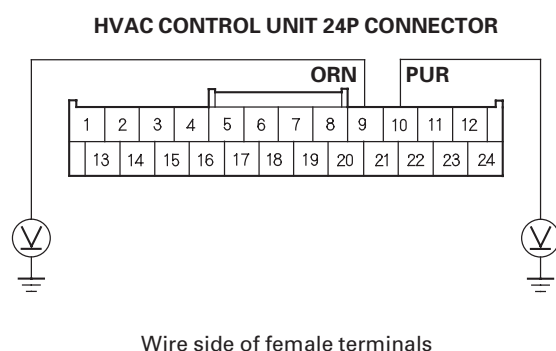 HVAC CONTROL UNIT 24P CONNECTOR
ORN PUR
1 2 3 4 5 6 7 8 9 10 11 12
13 14 15 16 17 18 19 20 21 22 23 24
V V
Wire side of female terminals